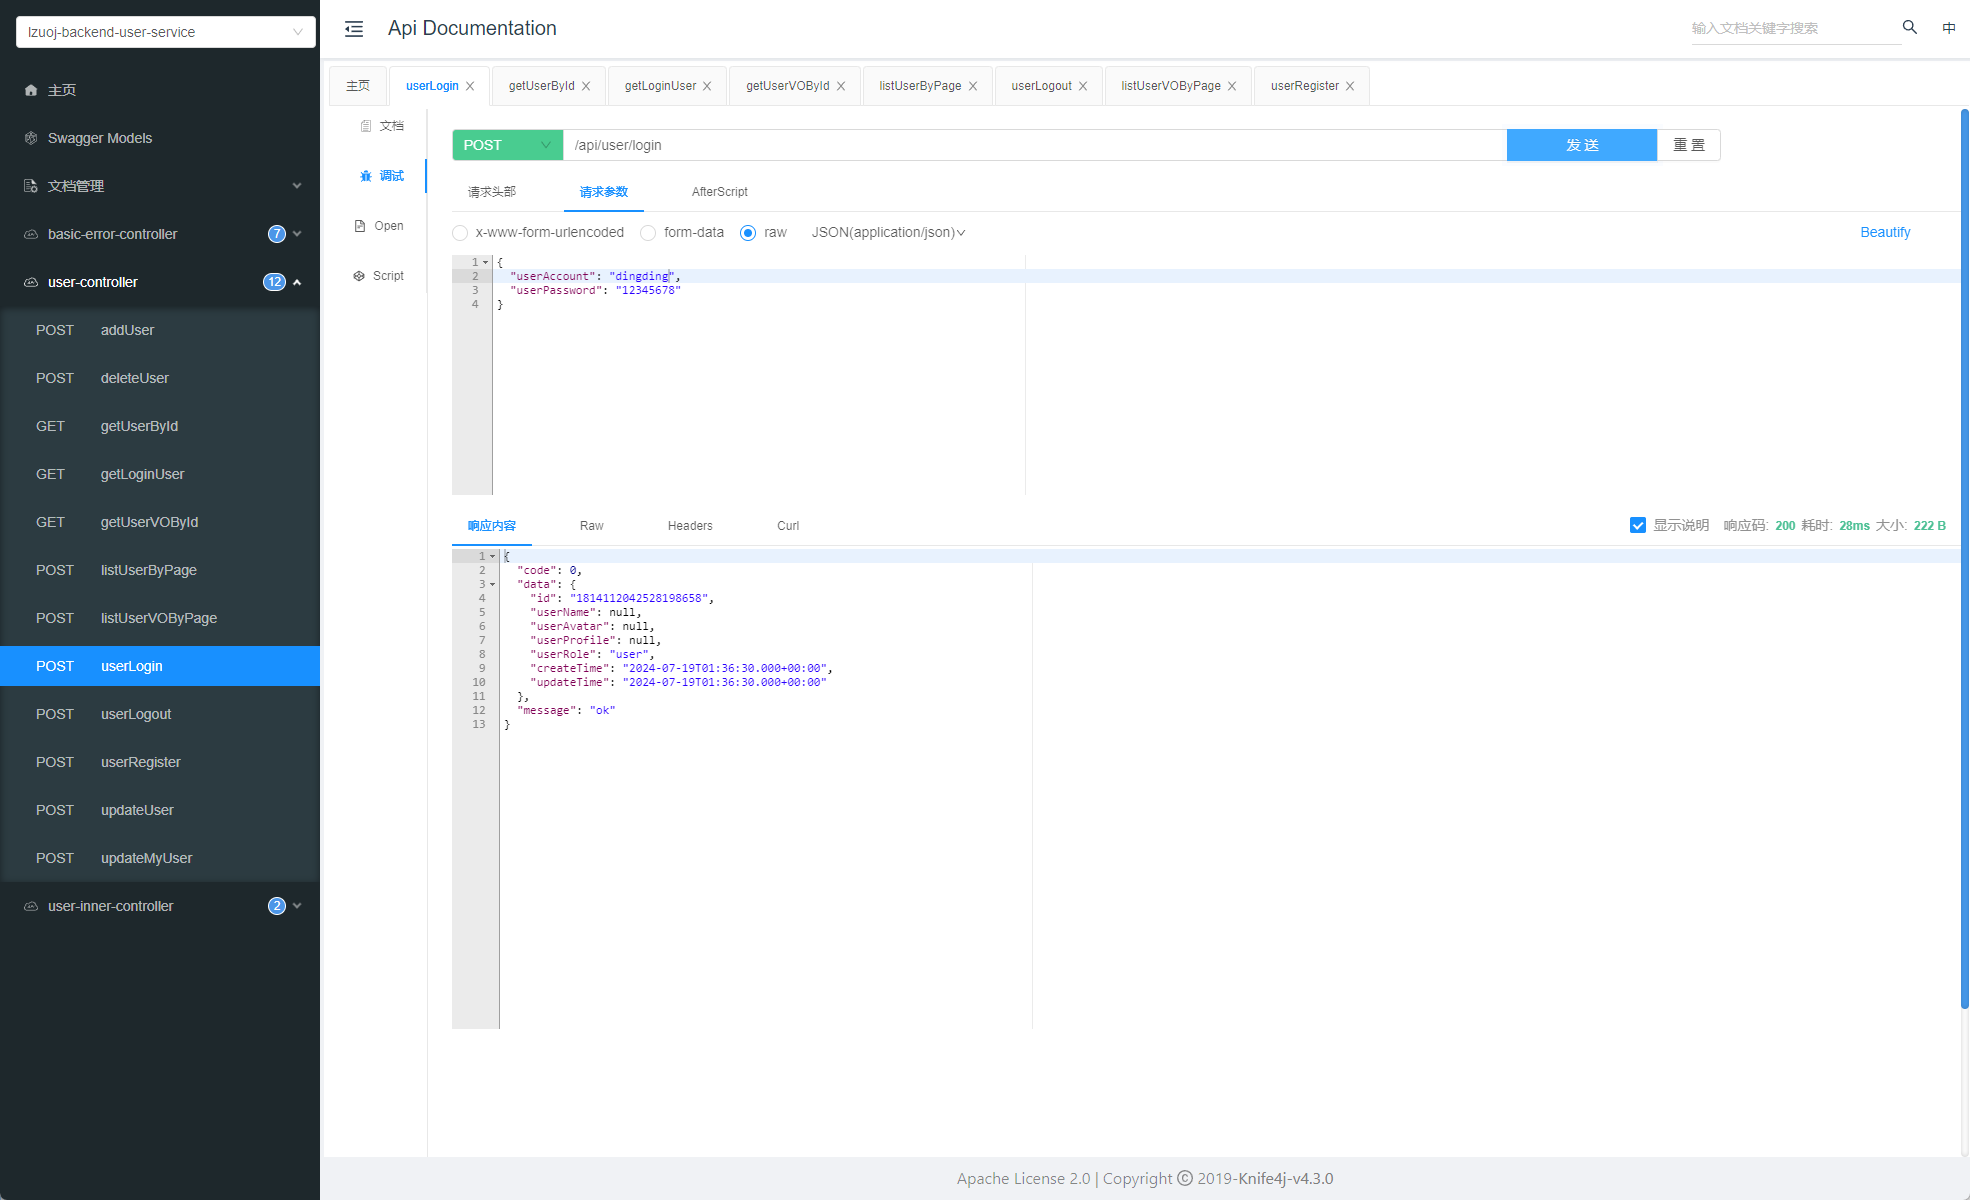 lzuoj-backend-user-service
Api Documentation
输入文档关键字搜索
中
主页
Swagger Models
文档管理
basic-error-controller
7
user-controller
12
POST addUser
POST deleteUser
GET getUserById
GET getLoginUser
GET getUserVOById
POST listUserByPage
POST listUserVOByPage
POST userLogin
POST userLogout
POST userRegister
POST updateUser
POST updateMyUser
user-inner-controller
2
主页 userLogin getUserById getLoginUser getUserVOById listUserByPage userLogout listUserVOByPage userRegister
文档
调试
Open
Script
POST /api/user/login 发 送 重 置
请求头部 请求参数 AfterScript
x-www-form-urlencoded form-data raw JSON(application/json) Beautify
1 {
2 "userAccount": "dingding",
3 "userPassword": "12345678"
4 }
响应内容 Raw Headers Curl 显示说明 响应码: 200 耗时: 28ms 大小: 222 B
1 {
2 "code": 0,
3 "data": {
4 "id": "1814112042528198658",
5 "userName": null,
6 "userAvatar": null,
7 "userProfile": null,
8 "userRole": "user",
9 "createTime": "2024-07-19T01:36:30.000+00:00",
10 "updateTime": "2024-07-19T01:36:30.000+00:00"
11 },
12 "message": "ok"
13 }
Apache License 2.0 | Copyright © 2019-Knife4j-v4.3.0